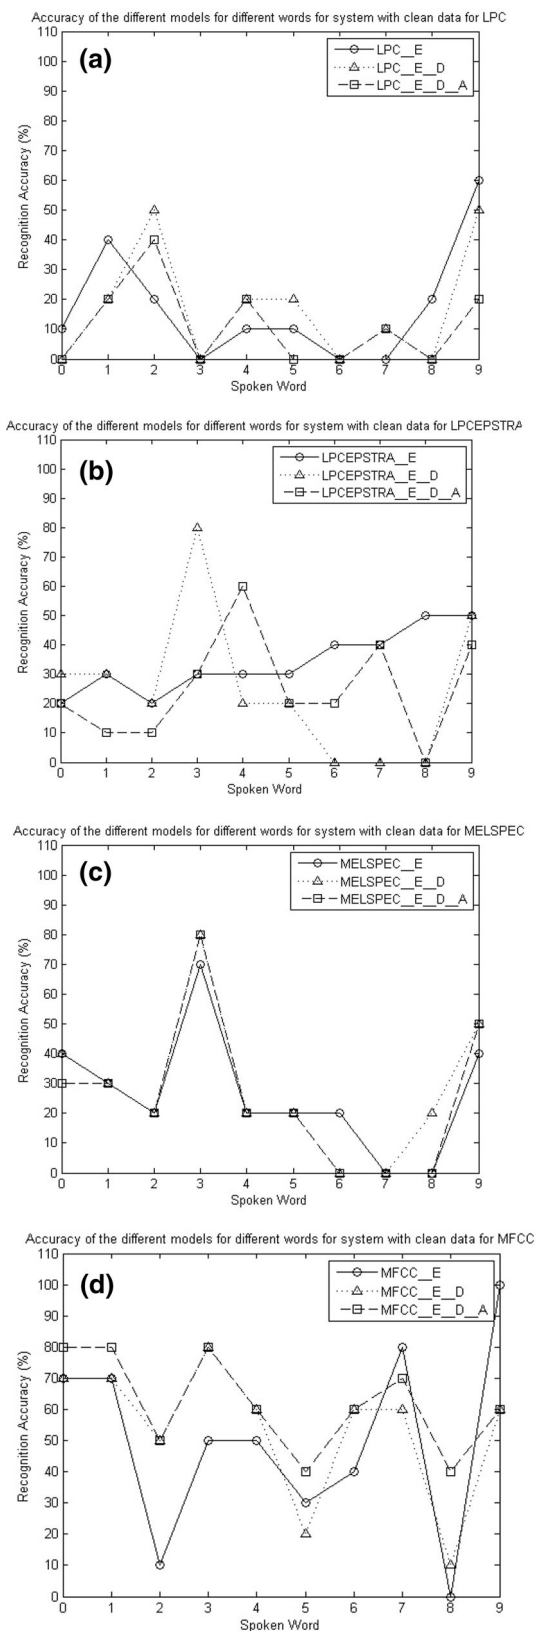 Accuracy of the different models for different words for system with clean data for LPC
(a)
LPC__E
LPC__E__D
LPC__E__D__A
Recognition Accuracy (%)
110
100
90
80
70
60
50
40
30
20
10
0
0 1 2 3 4 5 6 7 8 9
Spoken Word
Accuracy of the different models for different words for system with clean data for LPCEPSTRA
(b)
LPCEPSTRA__E
LPCEPSTRA__E__D
LPCEPSTRA__E__D__A
Recognition Accuracy (%)
110
100
90
80
70
60
50
40
30
20
10
0
0 1 2 3 4 5 6 7 8 9
Spoken Word
Accuracy of the different models for different words for system with clean data for MELSPEC
(c)
MELSPEC__E
MELSPEC__E__D
MELSPEC__E__D__A
Recognition Accuracy (%)
110
100
90
80
70
60
50
40
30
20
10
0
0 1 2 3 4 5 6 7 8 9
Spoken Word
Accuracy of the different models for different words for system with clean data for MFCC
(d)
MFCC__E
MFCC__E__D
MFCC__E__D__A
Recognition Accuracy (%)
110
100
90
80
70
60
50
40
30
20
10
0
0 1 2 3 4 5 6 7 8 9
Spoken Word